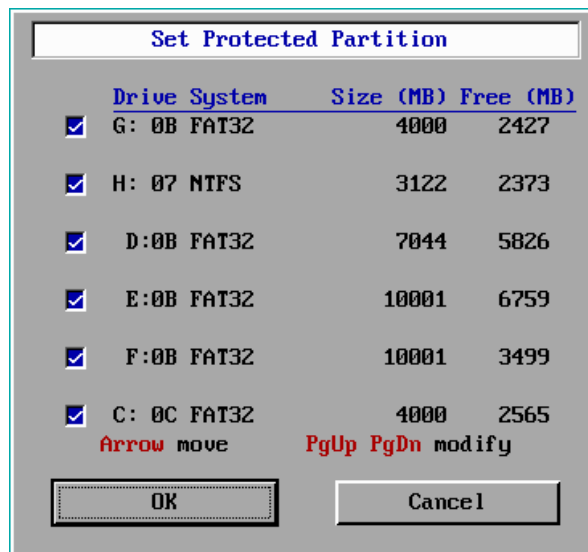 Set Protected Partition
Drive System Size (MB) Free (MB)
G: 0B FAT32 4000 2427
H: 07 NTFS 3122 2373
D:0B FAT32 7044 5826
E:0B FAT32 10001 6759
F:0B FAT32 10001 3499
C: 0C FAT32 4000 2565
Arrow move PgUp PgDn modify
OK Cancel